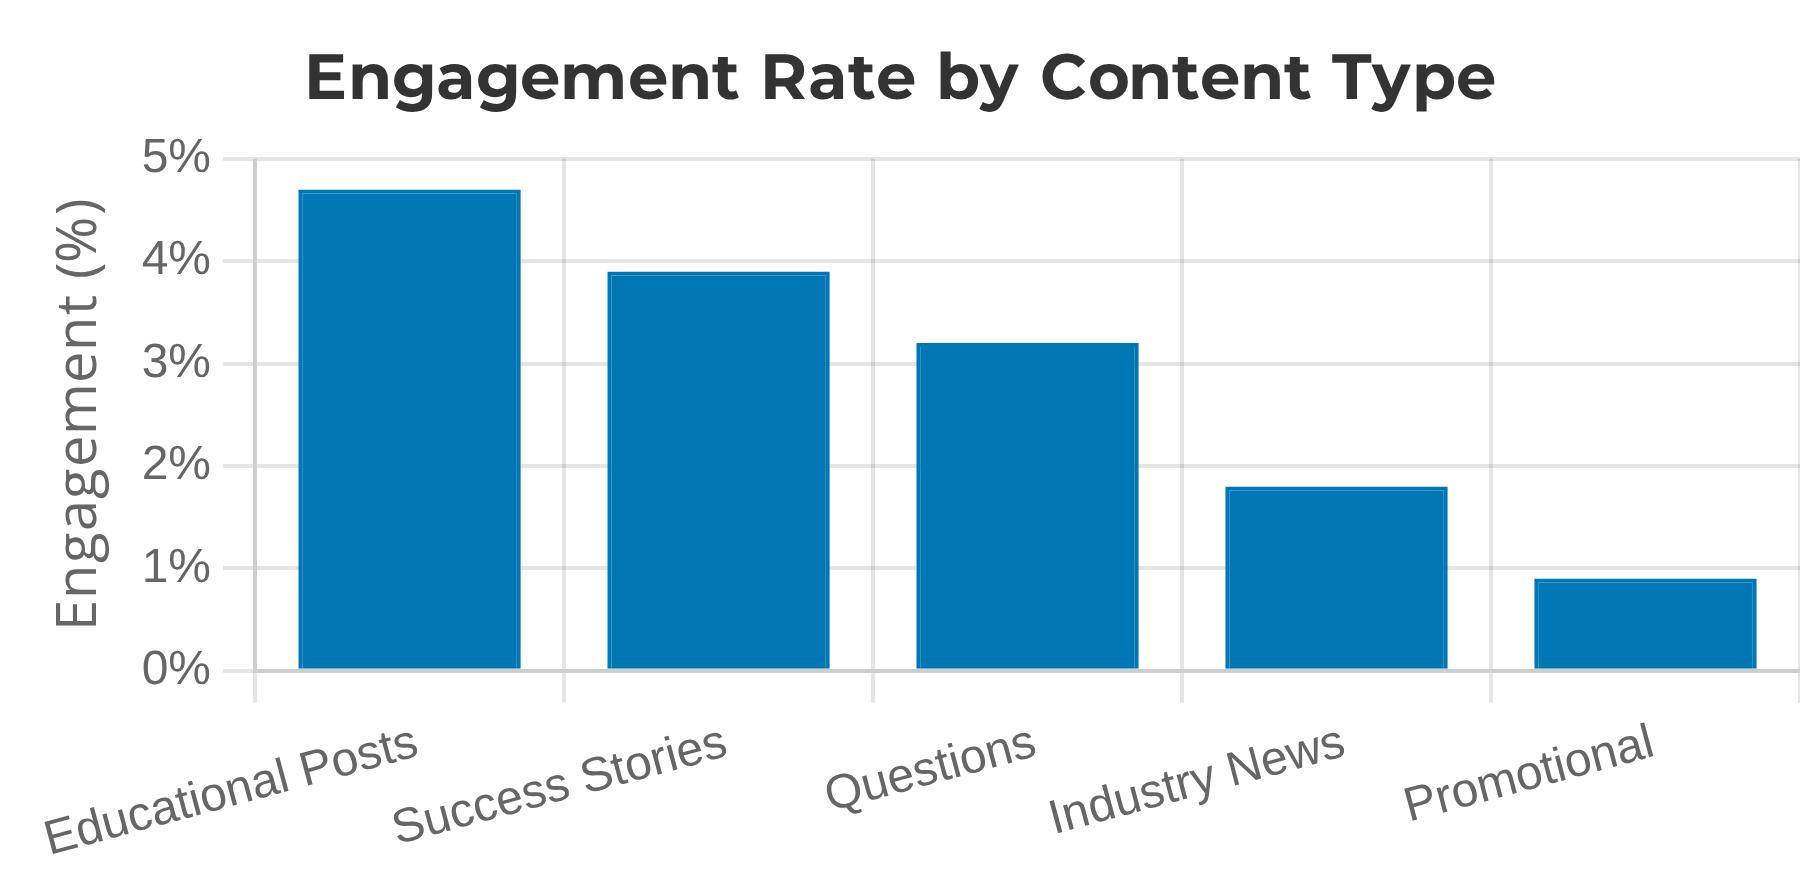 Engagement Rate by Content Type
Engagement (%)
5%
4%
3%
2%
1%
0%
Educational Posts
Success Stories
Questions
Industry News
Promotional